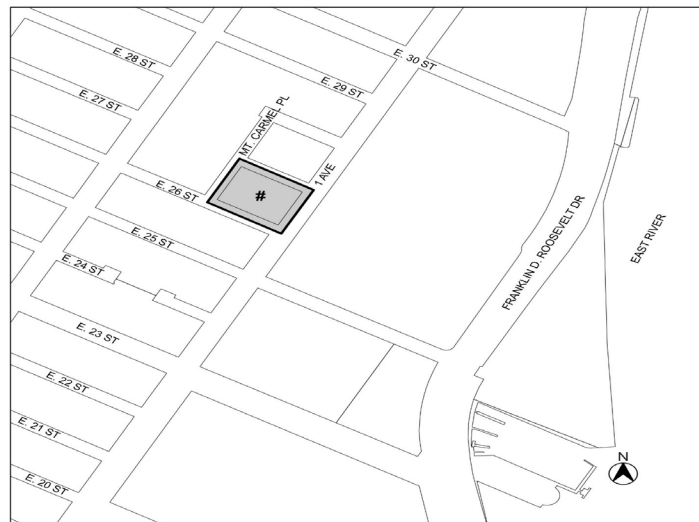 E. 28 ST
E. 27 ST
E. 30 ST
E. 29 ST
MT. CARMEL PL
1 AVE
E. 26 ST
#
E. 25 ST
E. 24 ST
E. 23 ST
E. 22 ST
E. 21 ST
E. 20 ST
FRANKLIN D. ROOSEVELT DR
EAST RIVER
N